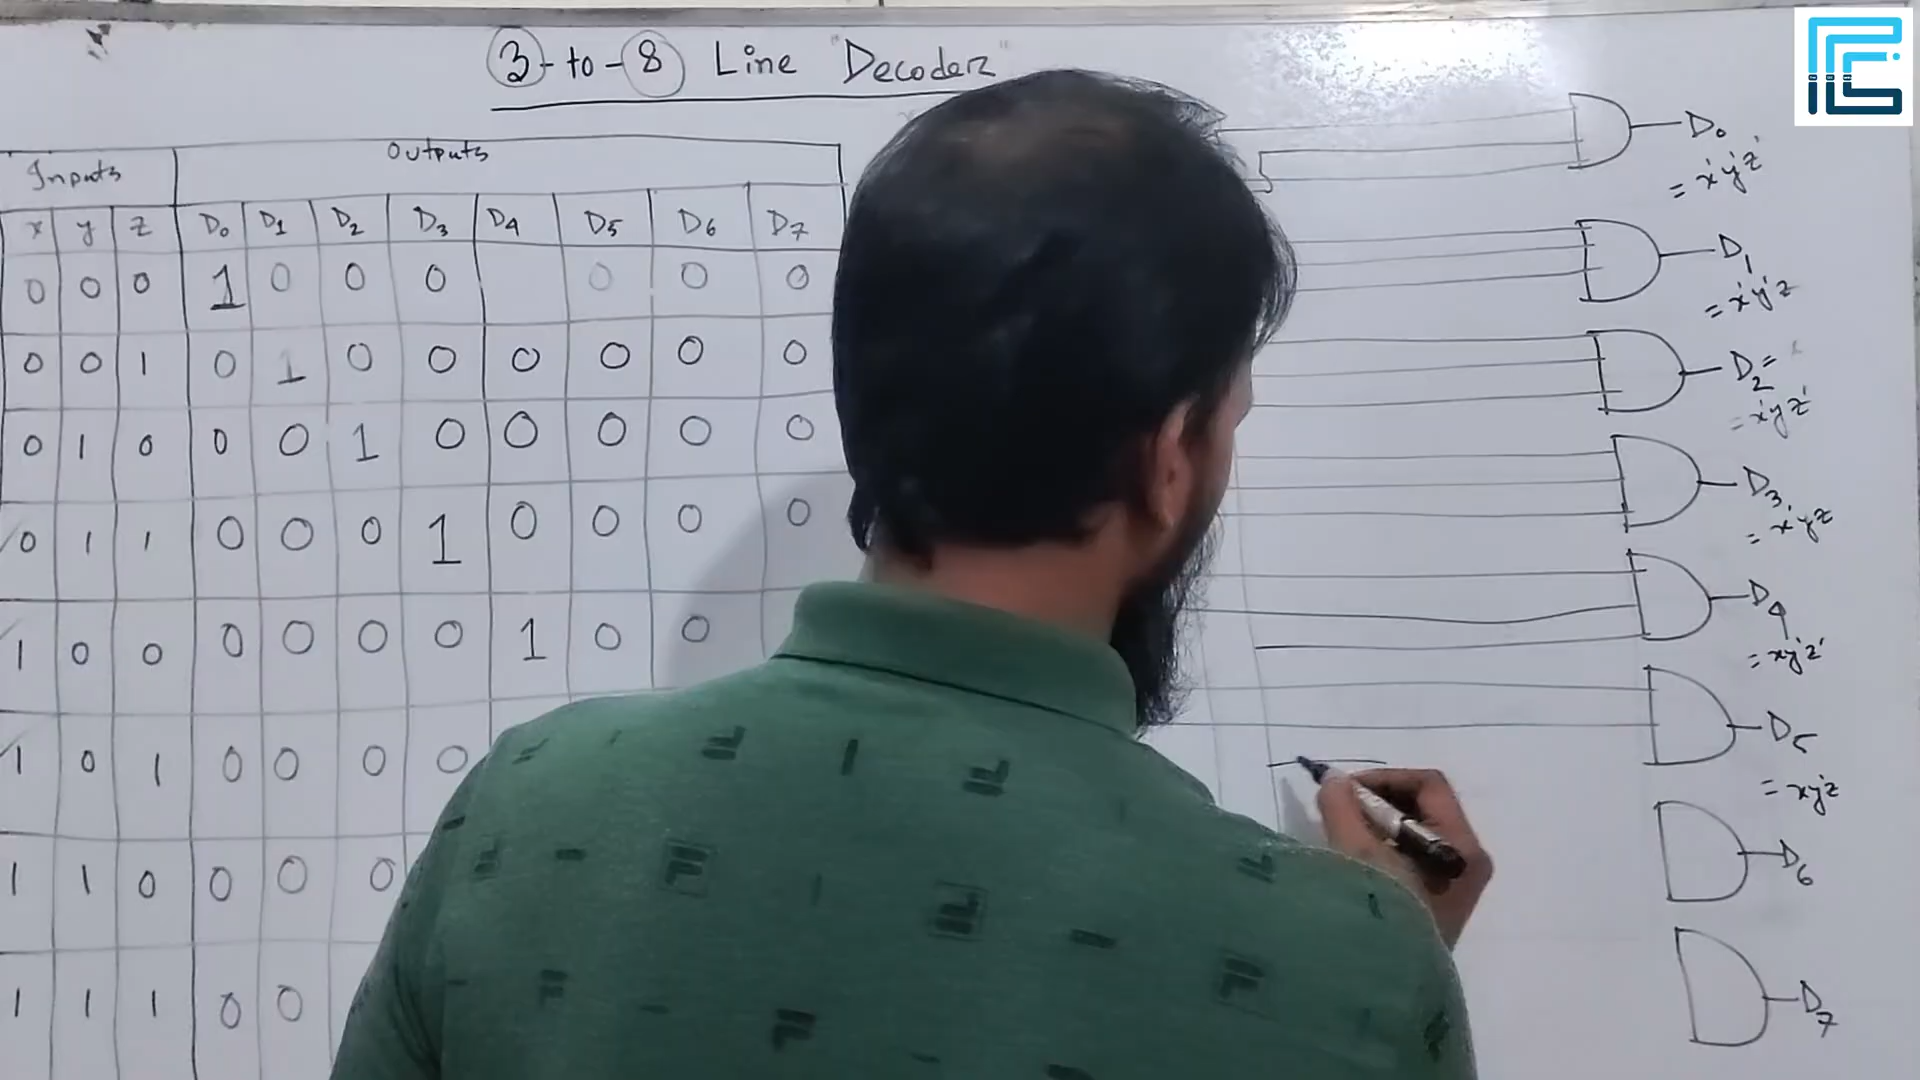 3-to-8 Line "Decoder"
Inputs Outputs
x y z D0 D1 D2 D3 D4 D5 D6 D7
0 0 0 1 0 0 0 0 0 0
0 0 1 0 1 0 0 0 0 0 0
0 1 0 0 0 1 0 0 0 0 0
0 1 1 0 0 0 1 0 0 0 0
1 0 0 0 0 0 0 1 0 0
1 0 1 0 0 0 0
1 1 0 0 0 0
1 1 1 0 0
D0
= x'y'z'
D1
= x'y'z
D2 =
= x'yz'
D3
= x'yz
D4
= xy'z'
D5
= xy'z
D6
D7